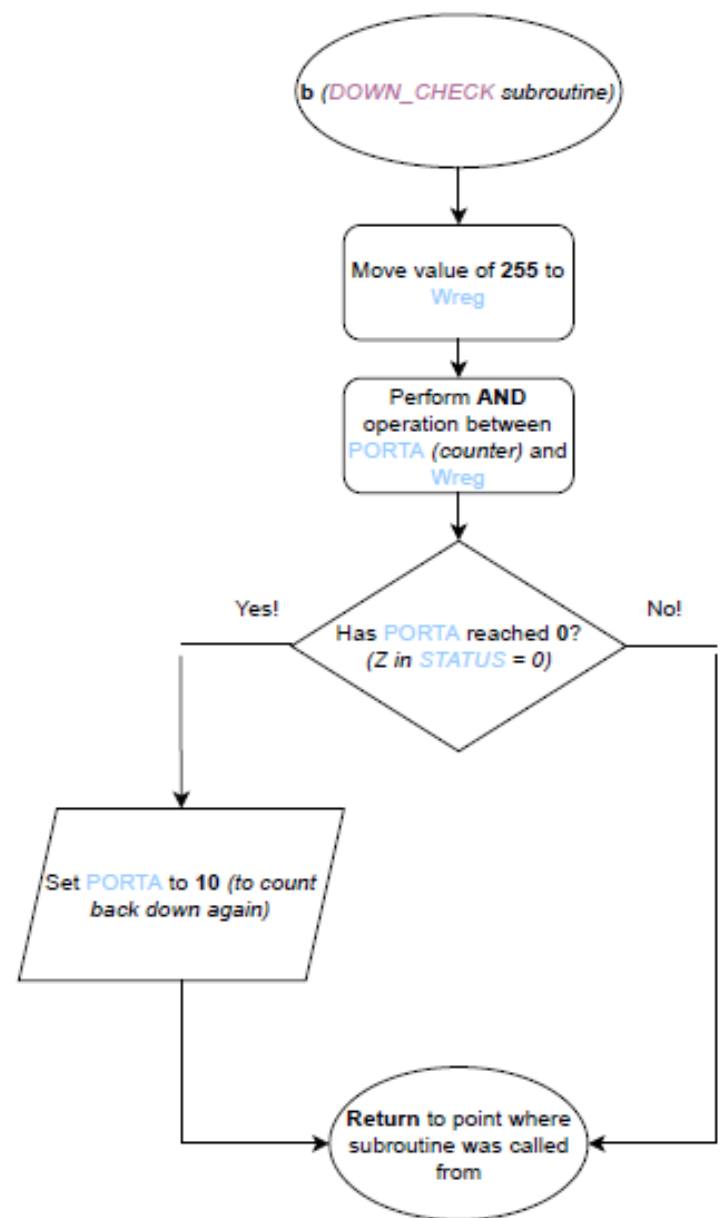 b (DOWN_CHECK subroutine)
Move value of 255 to
Wreg
Perform AND
operation between
PORTA (counter) and
Wreg
Yes!
No!
Has PORTA reached 0?
(Z in STATUS = 0)
Set PORTA to 10 (to count
back down again)
Return to point where
subroutine was called
from